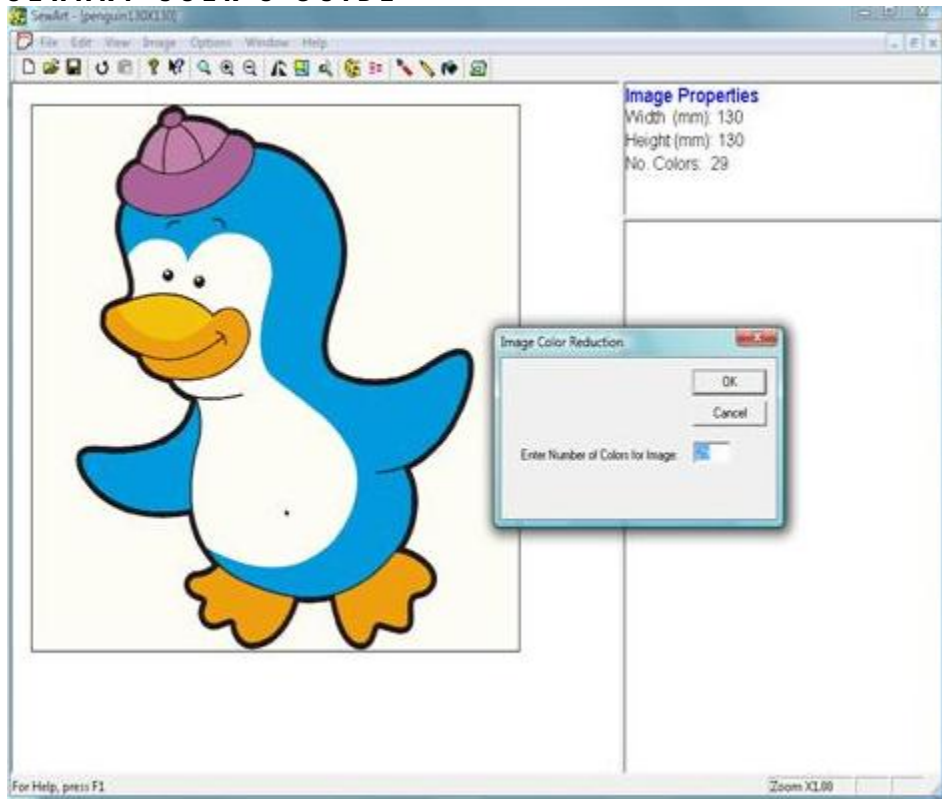 SewArt - [penguin130X130]
File Edit View Image Options Window Help
Image Properties
Width (mm): 130
Height (mm): 130
No. Colors: 29
Image Color Reduction
OK
Cancel
Enter Number of Colors for Image:
For Help, press F1
Zoom X1.00